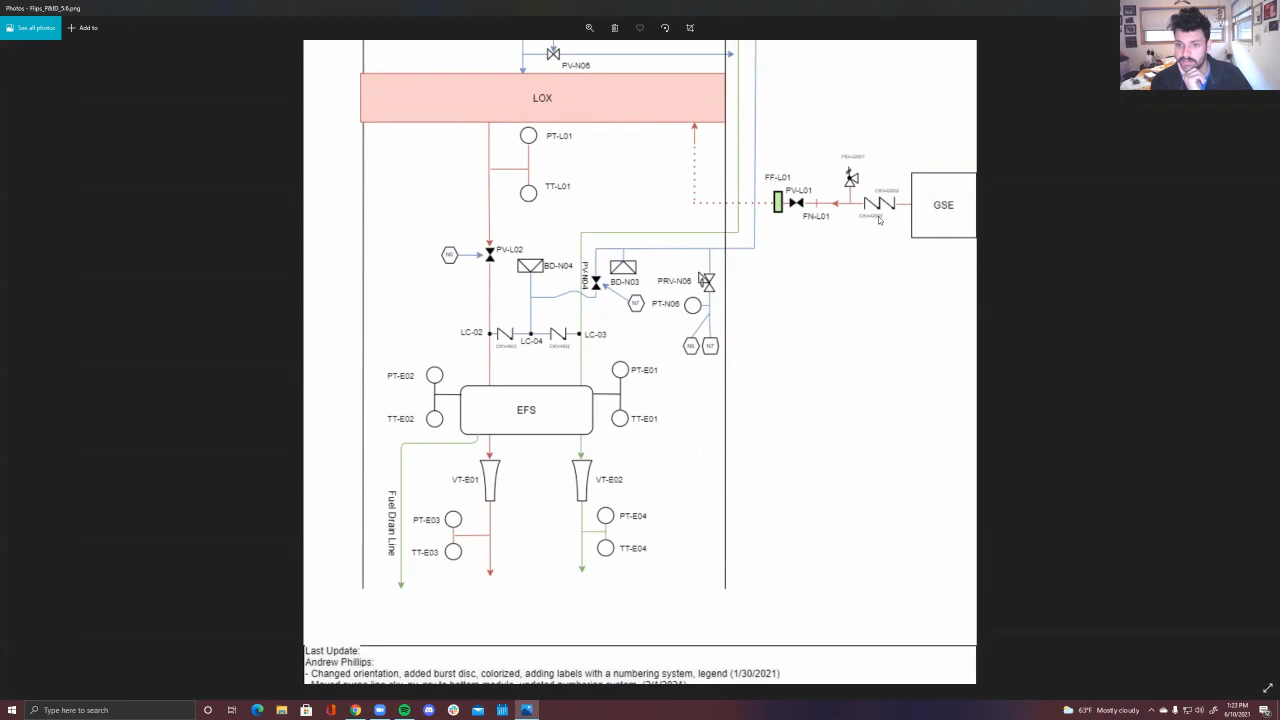 Photos - Flips_P&ID_5.6.png
See all photos
Add to
PV-N06
LOX
PT-L01
TT-L01
FF-L01
PV-L01
FN-L01
GSE
N6
PV-L02
BD-N04
PV-N04
BD-N03
PRV-N06
N7
PT-N06
LC-02
LC-04
LC-03
N6
N7
PT-E02
PT-E01
EFS
TT-E02
TT-E01
VT-E01
VT-E02
Fuel Drain Line
PT-E03
PT-E04
TT-E03
TT-E04
Last Update:
Andrew Phillips:
- Changed orientation, added burst disc, colorized, adding labels with a numbering system, legend (1/30/2021)
Type here to search
63°F Mostly cloudy
1:23 PM
6/10/2021